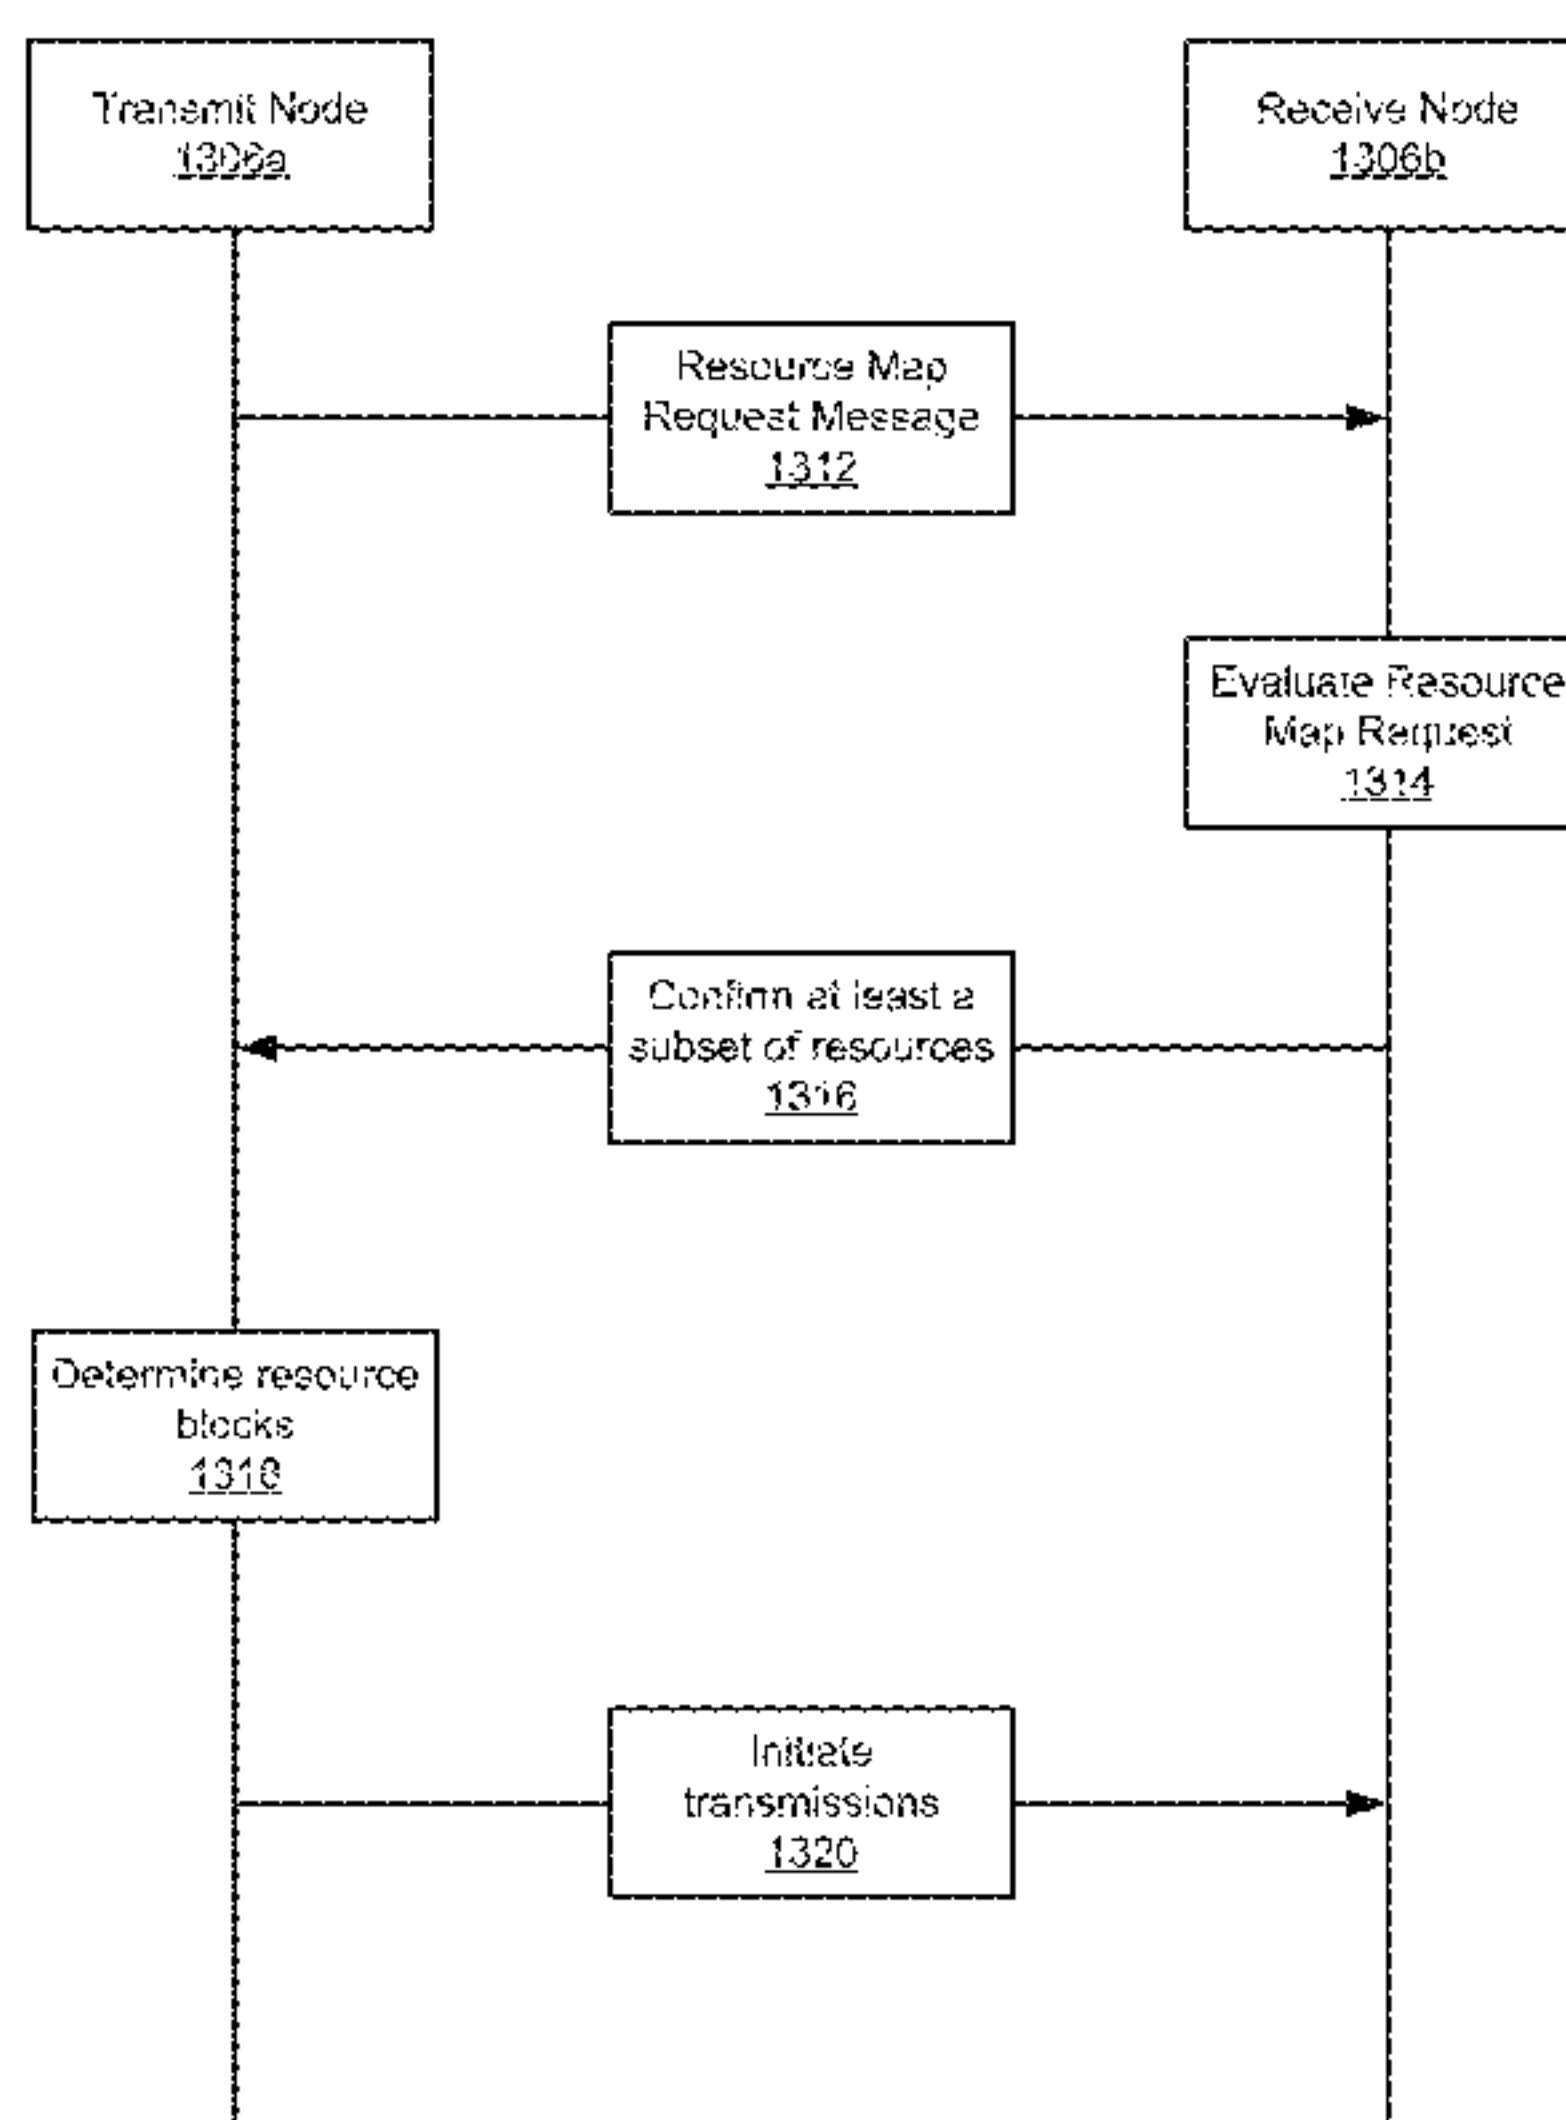 Transmit Node
1306a
Receive Node
1306b
Resource Map
Request Message
1312
Evaluate Resource
Map Request
1314
Confirm at least a
subset of resources
1316
Determine resource
blocks
1318
Initiate
transmissions
1320